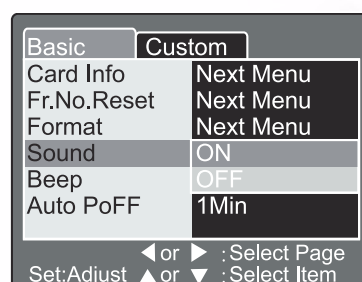 Basic Custom
Card Info Next Menu
Fr.No.Reset Next Menu
Format Next Menu
Sound ON
Beep OFF
Auto PoFF 1Min
◀ or ▶ :Select Page
Set:Adjust ▲ or ▼ :Select Item